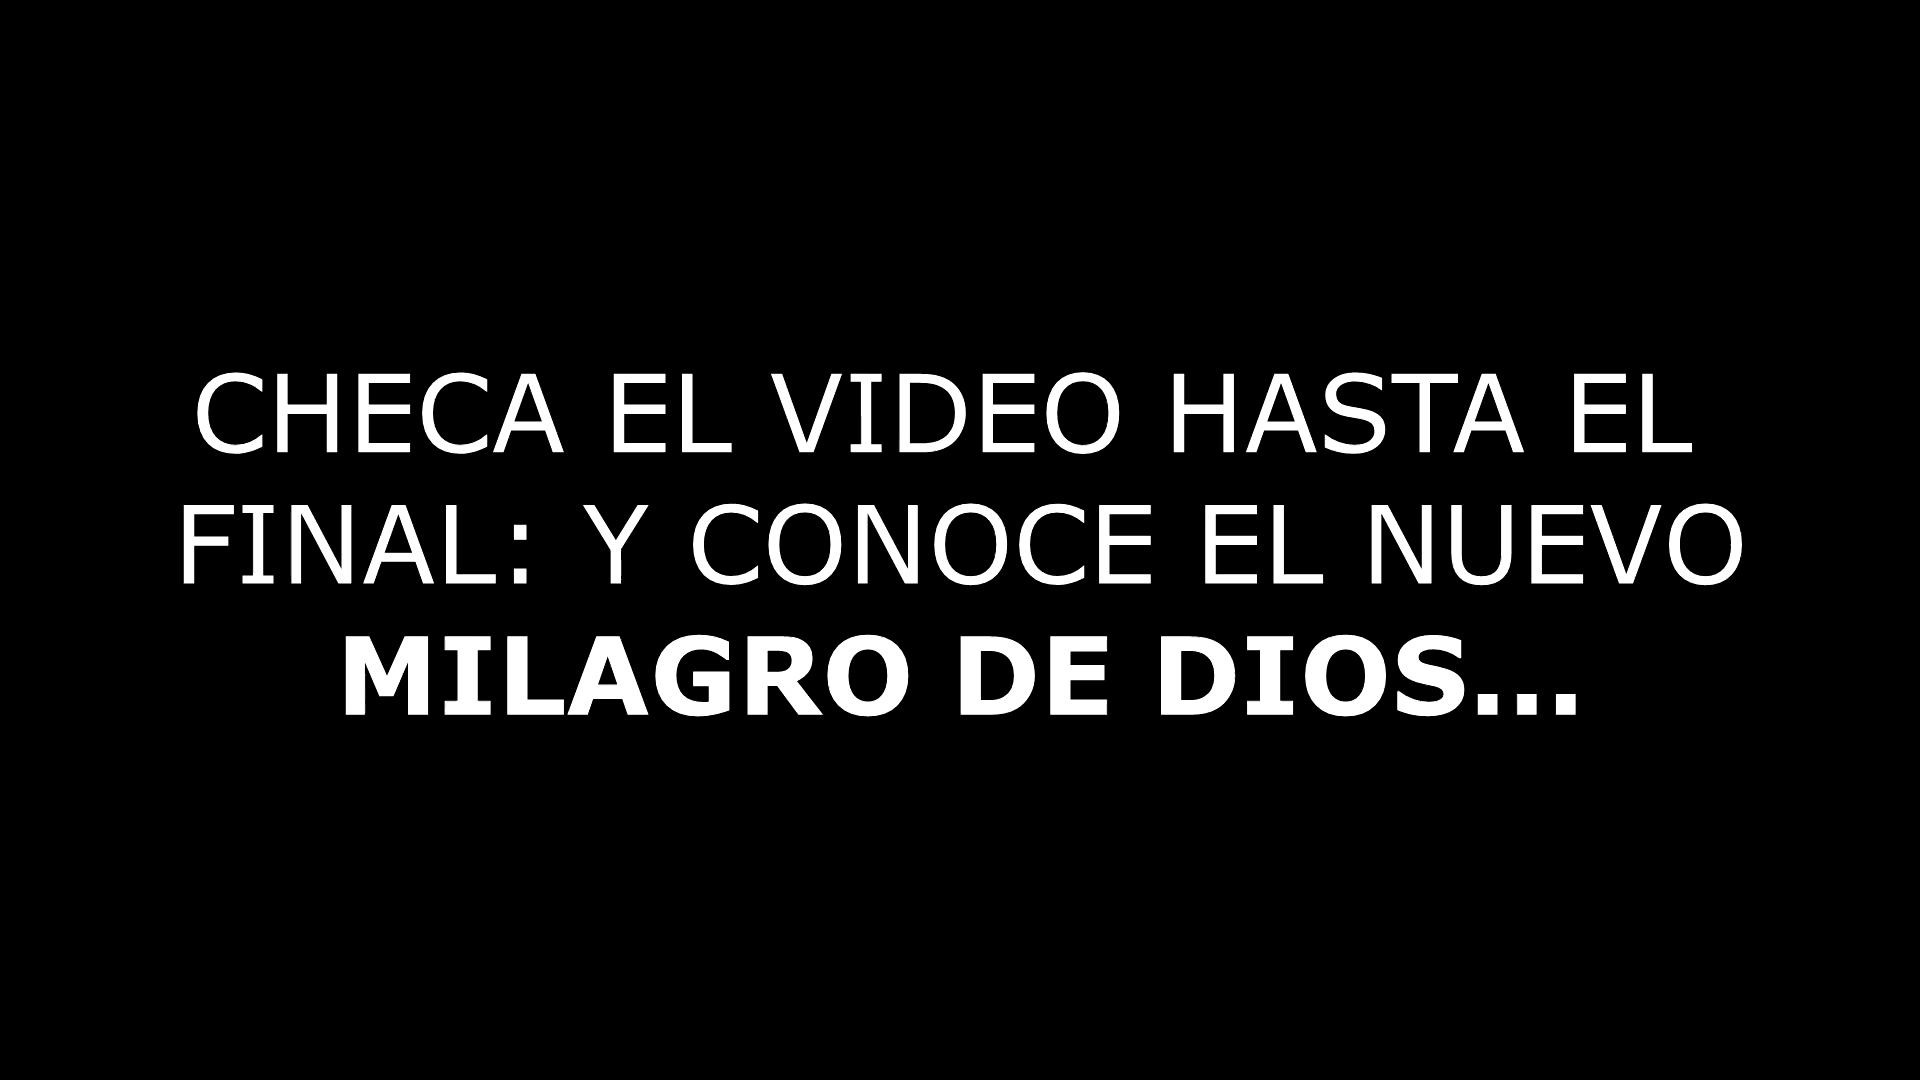 CHECA EL VIDEO HASTA EL
FINAL: Y CONOCE EL NUEVO
MILAGRO DE DIOS...